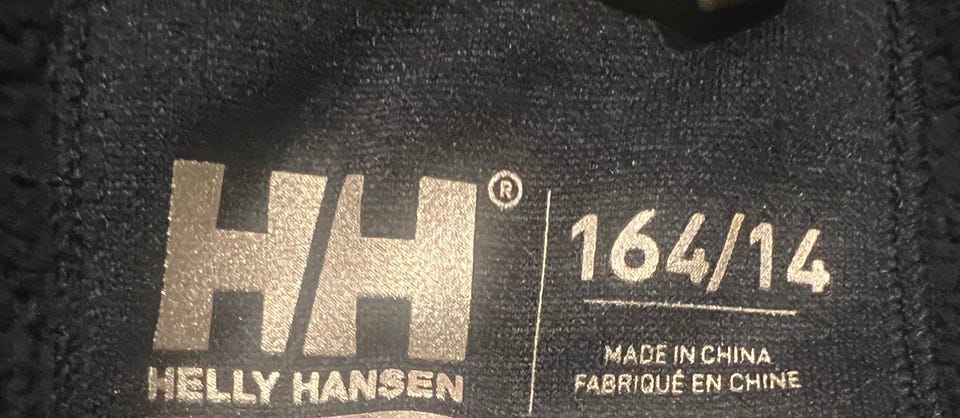 HH®
HELLY HANSEN
164/14
MADE IN CHINA
FABRIQUÉ EN CHINE